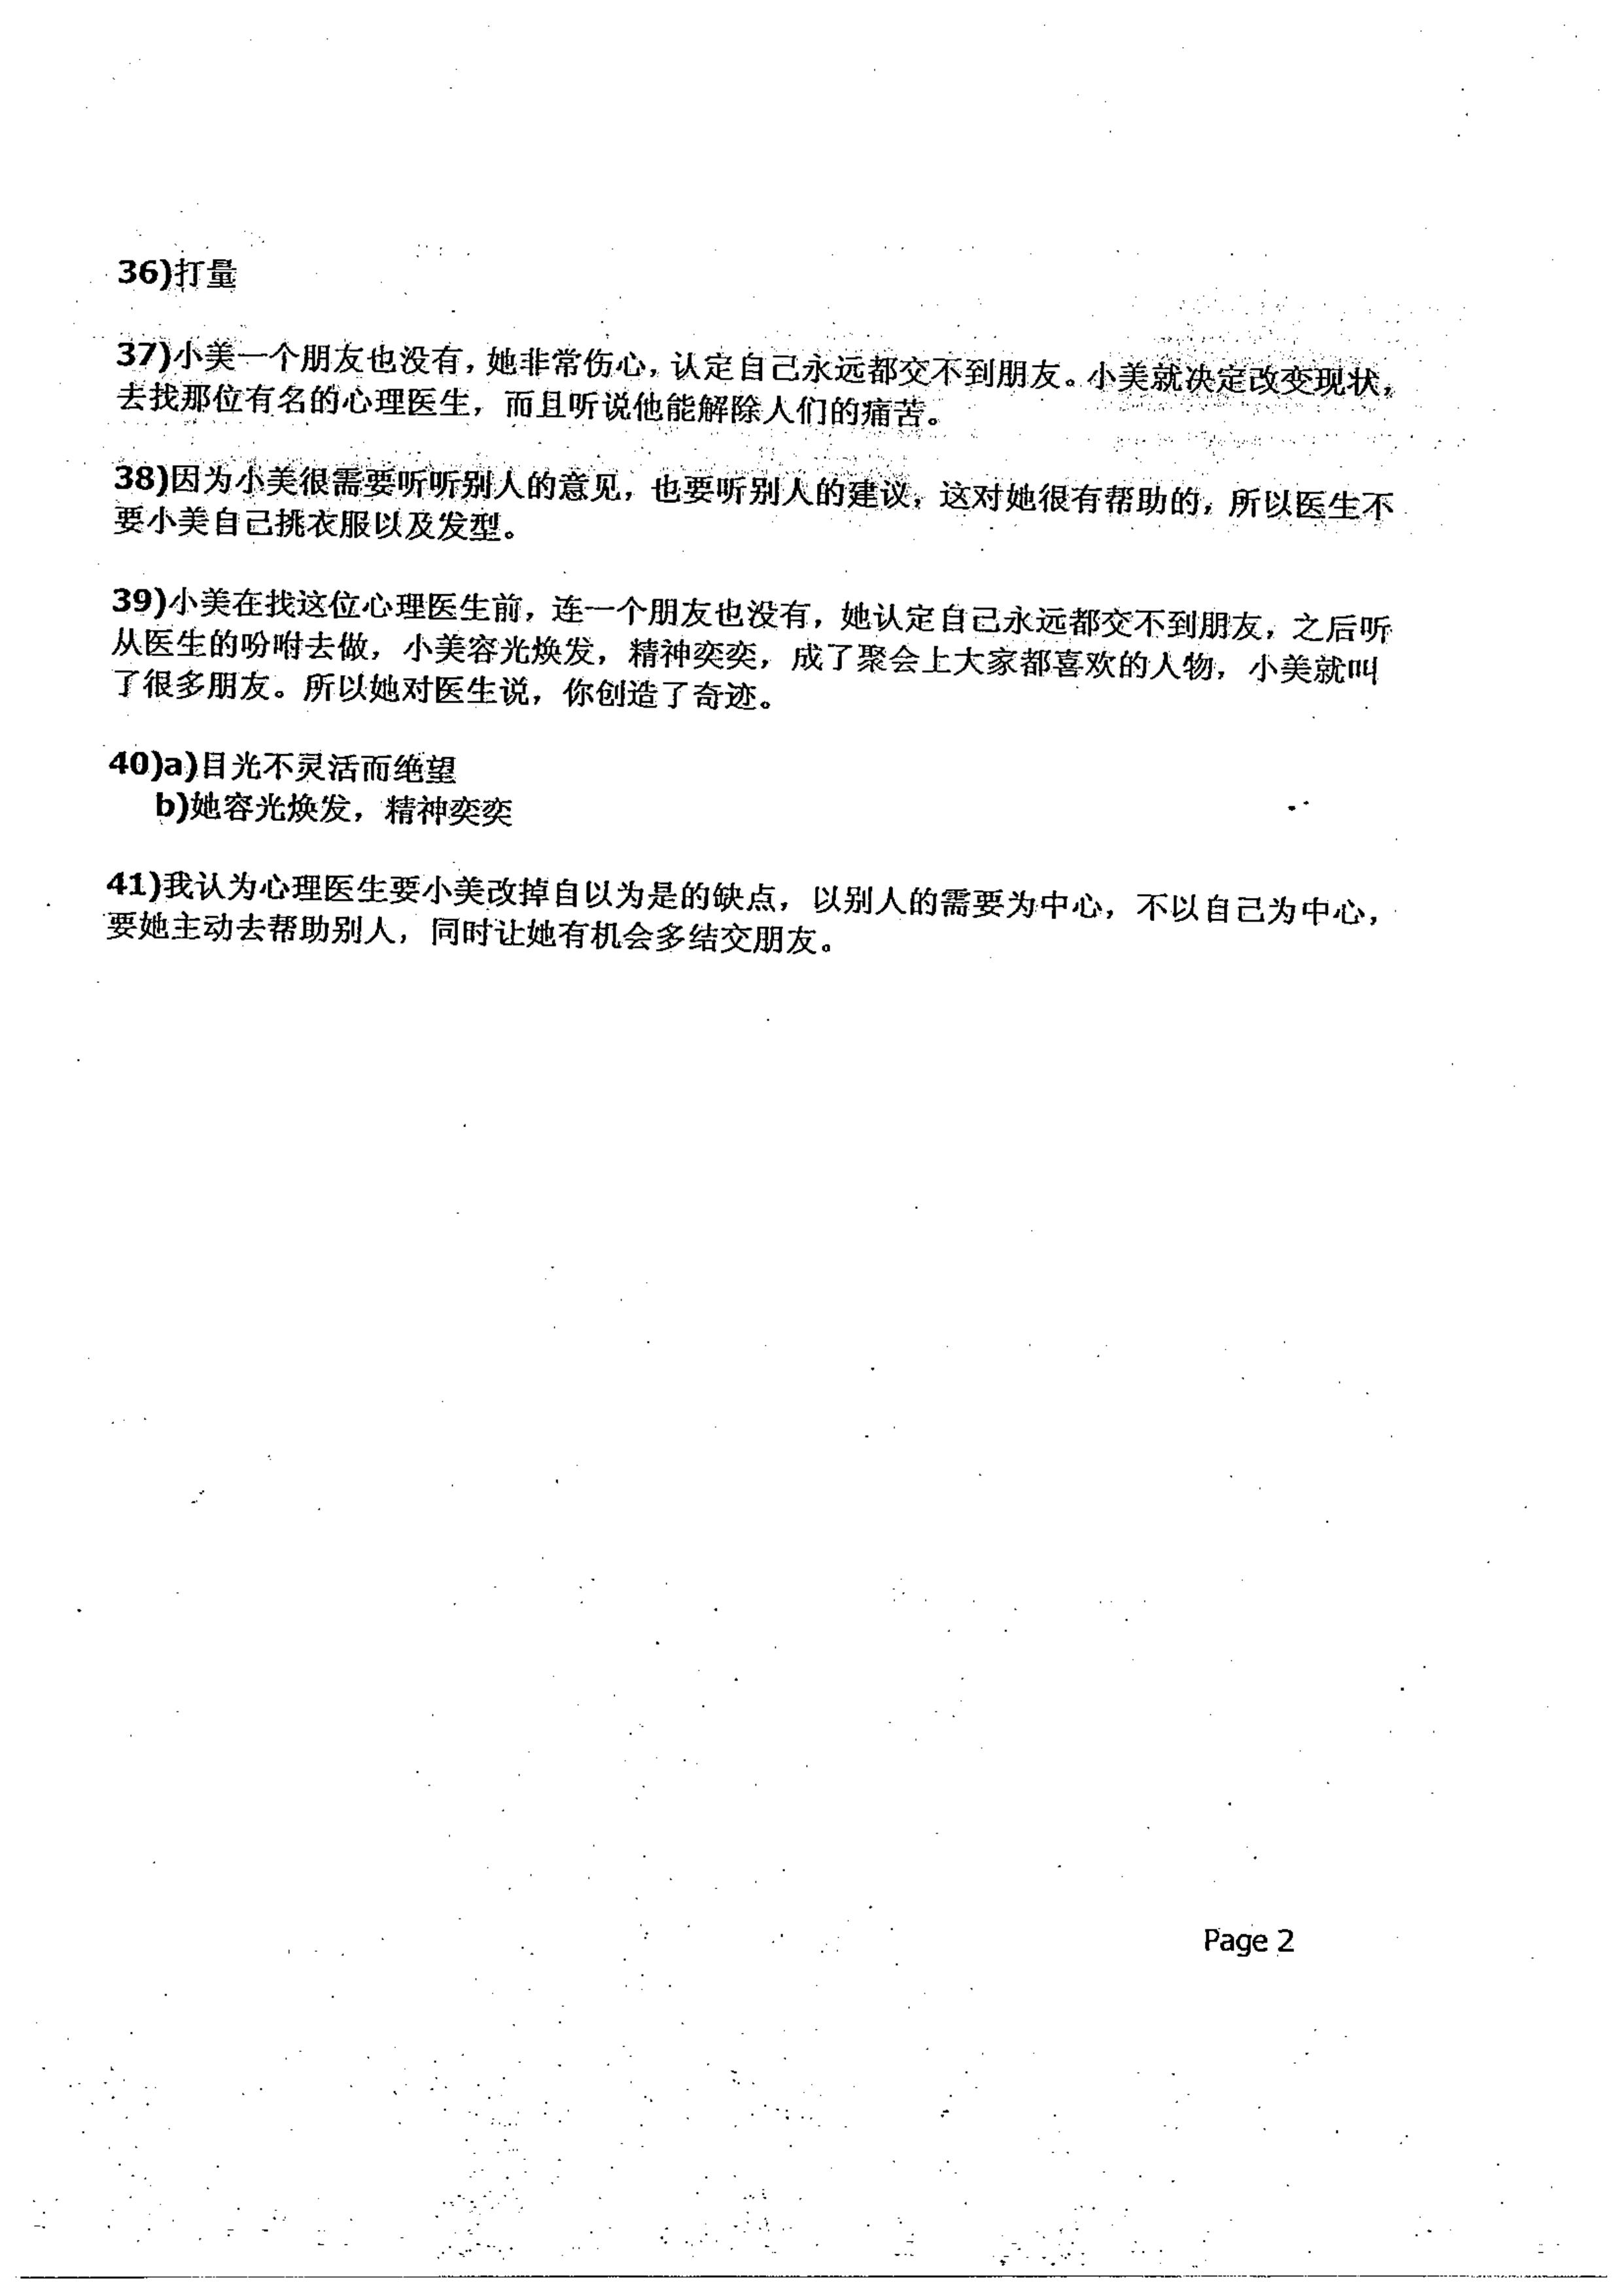 36)打量
37)小美一个朋友也没有，她非常伤心，认定自己永远都交不到朋友。小美就决定改变现状，
去找那位有名的心理医生，而且听说他能解除人们的痛苦。
38)因为小美很需要听听别人的意见，也要听别人的建议，这对她很有帮助的，所以医生不
要小美自己挑衣服以及发型。
39)小美在找这位心理医生前，连一个朋友也没有，她认定自己永远都交不到朋友，之后听
从医生的吩咐去做，小美容光焕发，精神奕奕，成了聚会上大家都喜欢的人物，小美就叫
了很多朋友。所以她对医生说，你创造了奇迹。
40)a)目光不灵活而绝望
b)她容光焕发，精神奕奕
41)我认为心理医生要小美改掉自以为是的缺点，以别人的需要为中心，不以自己为中心，
要她主动去帮助别人，同时让她有机会多结交朋友。
Page 2